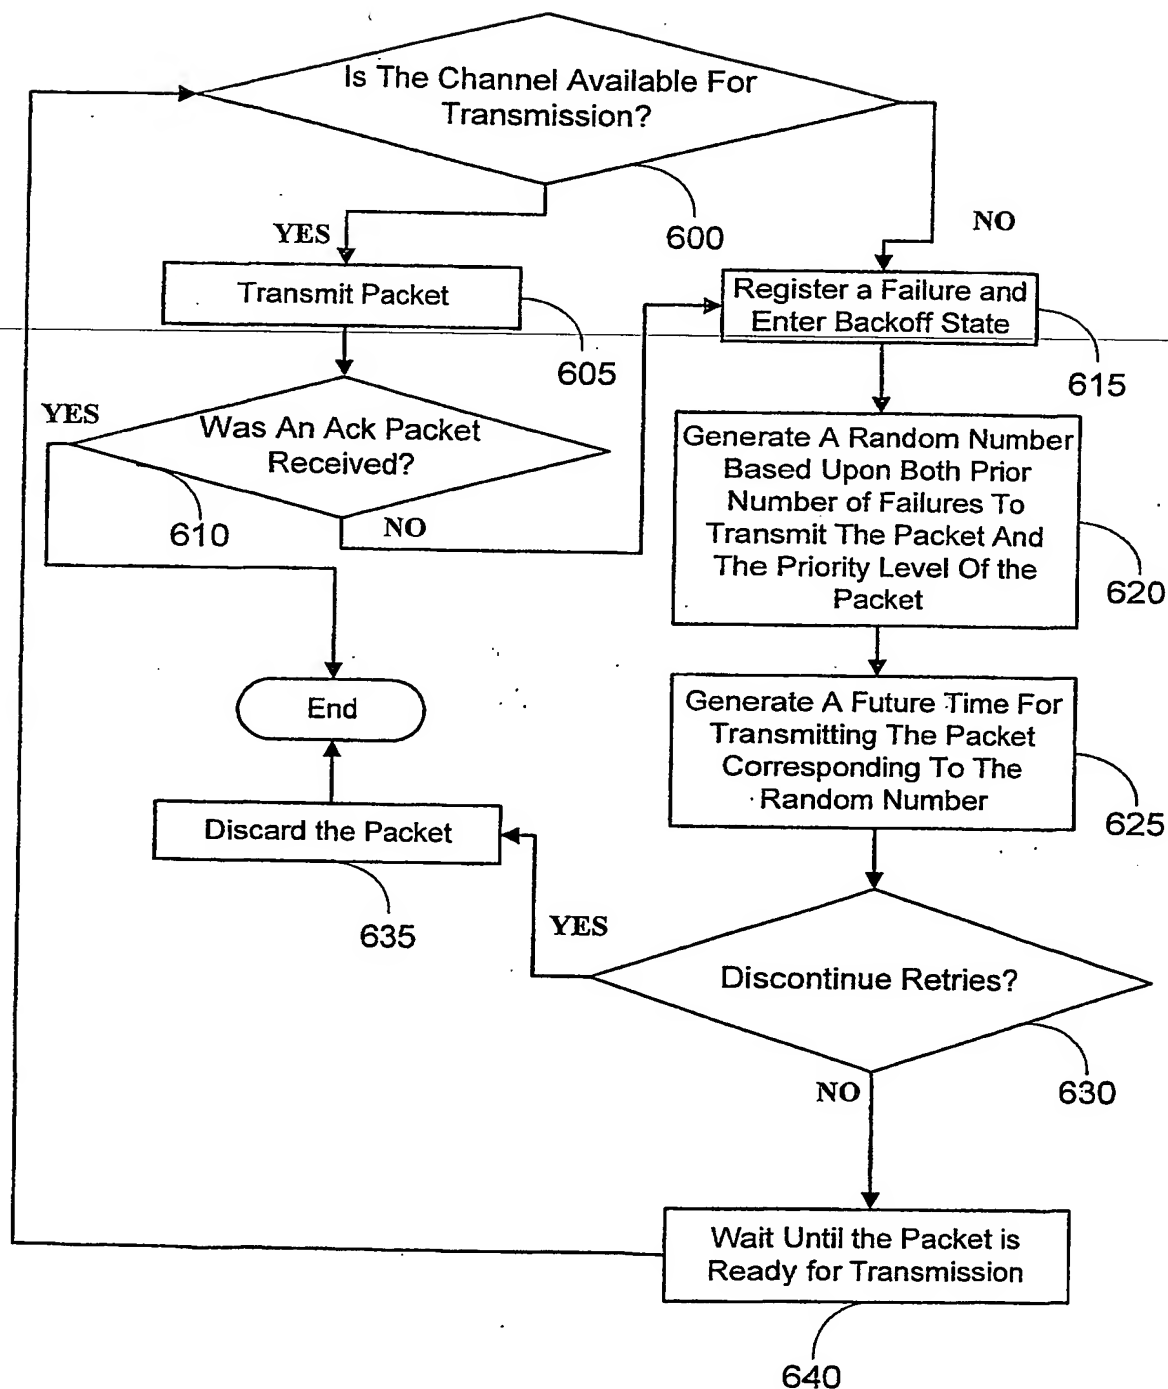 Is The Channel Available For
Transmission?
600
YES
NO
Transmit Packet
605
Register a Failure and
Enter Backoff State
615
YES
Was An Ack Packet
Received?
610
NO
Generate A Random Number
Based Upon Both Prior
Number of Failures To
Transmit The Packet And
The Priority Level Of the
Packet
620
End
Generate A Future Time For
Transmitting The Packet
Corresponding To The
Random Number
625
Discard the Packet
635
YES
Discontinue Retries?
630
NO
Wait Until the Packet is
Ready for Transmission
640